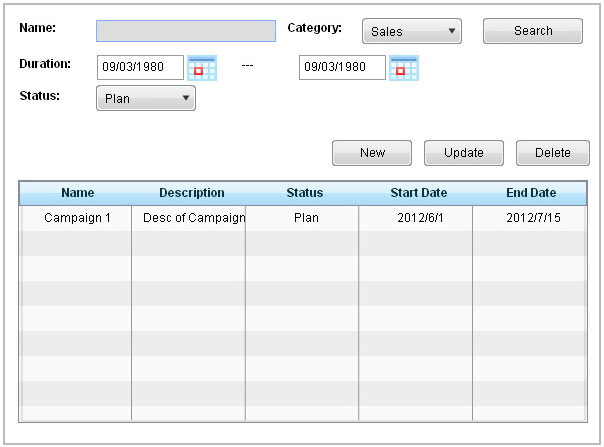 Name: Category: Sales Search
Duration: 09/03/1980 --- 09/03/1980
Status: Plan
New Update Delete
Name Description Status Start Date End Date
Campaign 1 Desc of Campaign Plan 2012/6/1 2012/7/15